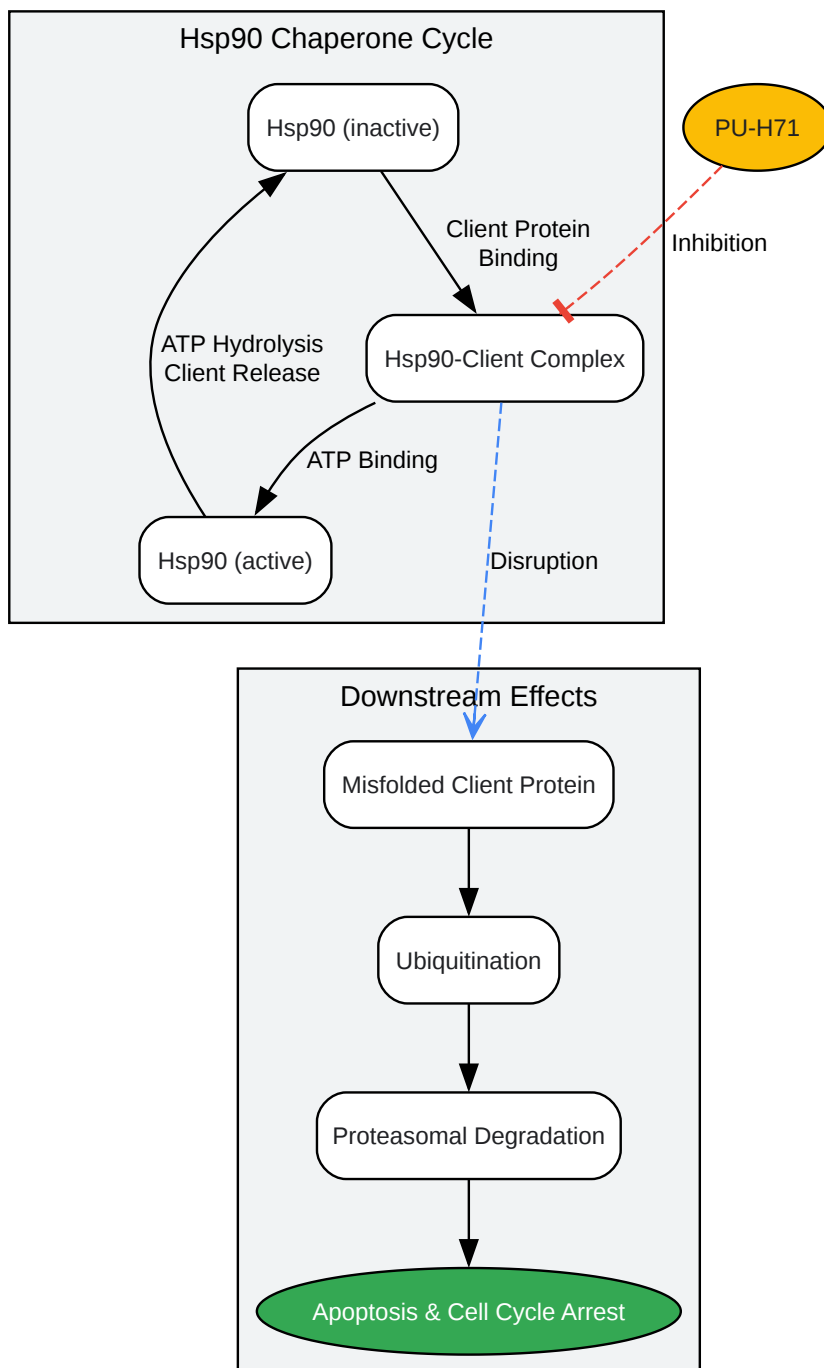 Hsp90 Chaperone Cycle
Hsp90 (inactive)
PU-H71
Client Protein
Binding
Inhibition
ATP Hydrolysis
Client Release
Hsp90-Client Complex
ATP Binding
Hsp90 (active)
Disruption
Downstream Effects
Misfolded Client Protein
Ubiquitination
Proteasomal Degradation
Apoptosis & Cell Cycle Arrest